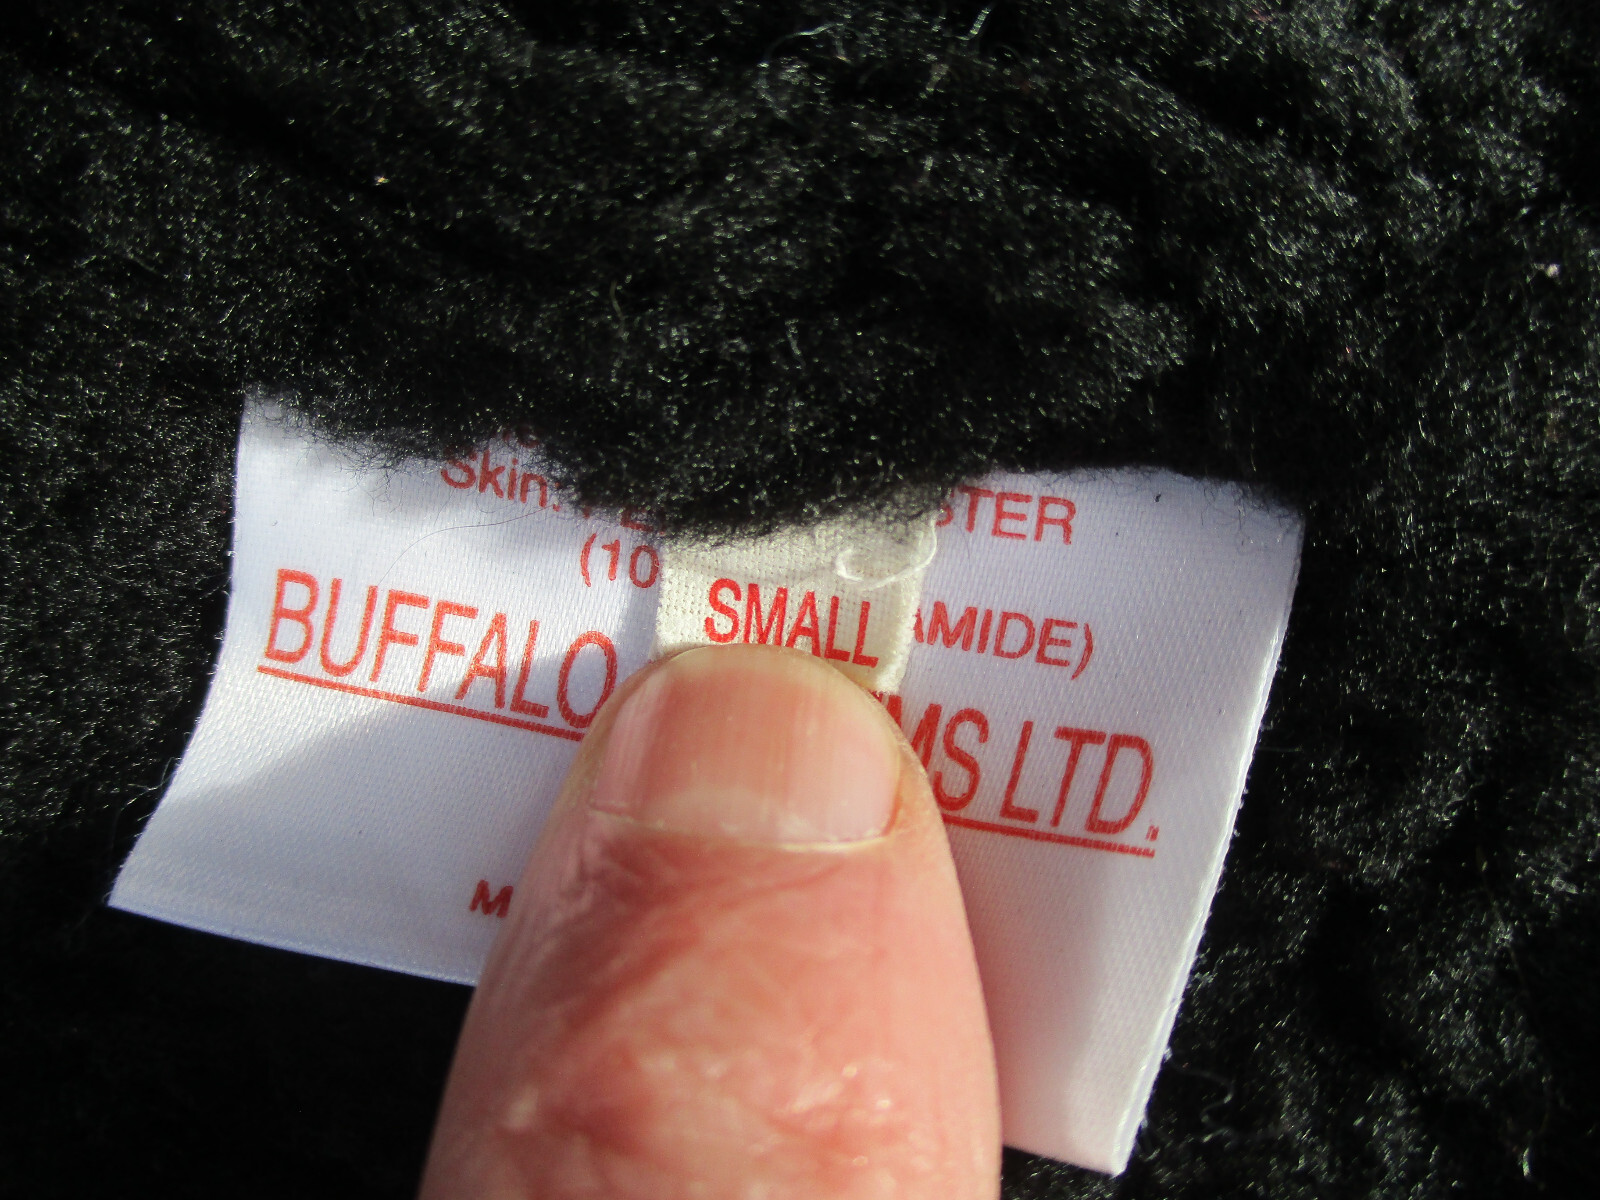 Skin: STER
(10 AMIDE)
SMALL
BUFFALO MS LTD.
M